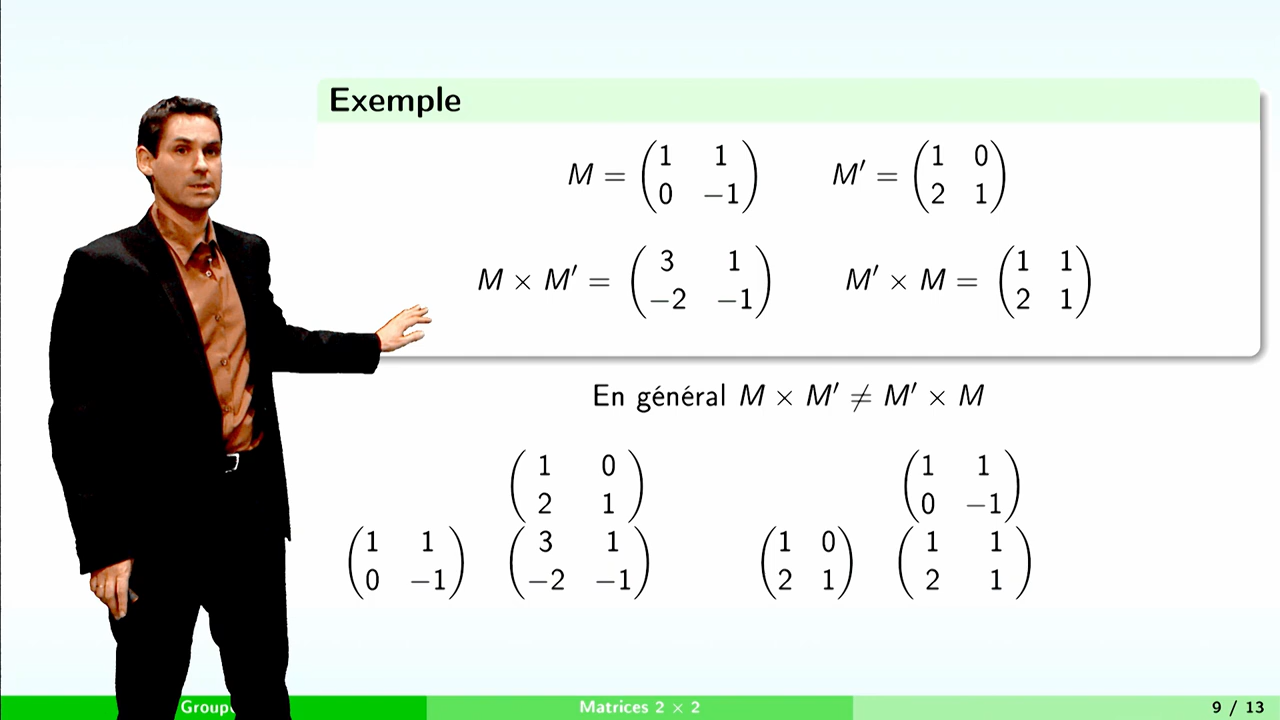 Exemple
M = (1 1 0 −1) M′ = (1 0 2 1)
M × M′ = (3 1 −2 −1) M′ × M = (1 1 2 1)
En général M × M′ ≠ M′ × M
(1 0 2 1) (1 1 0 −1)
(1 1 0 −1) (3 1 −2 −1) (1 0 2 1) (1 1 2 1)
Matrices 2 × 2 9 / 13